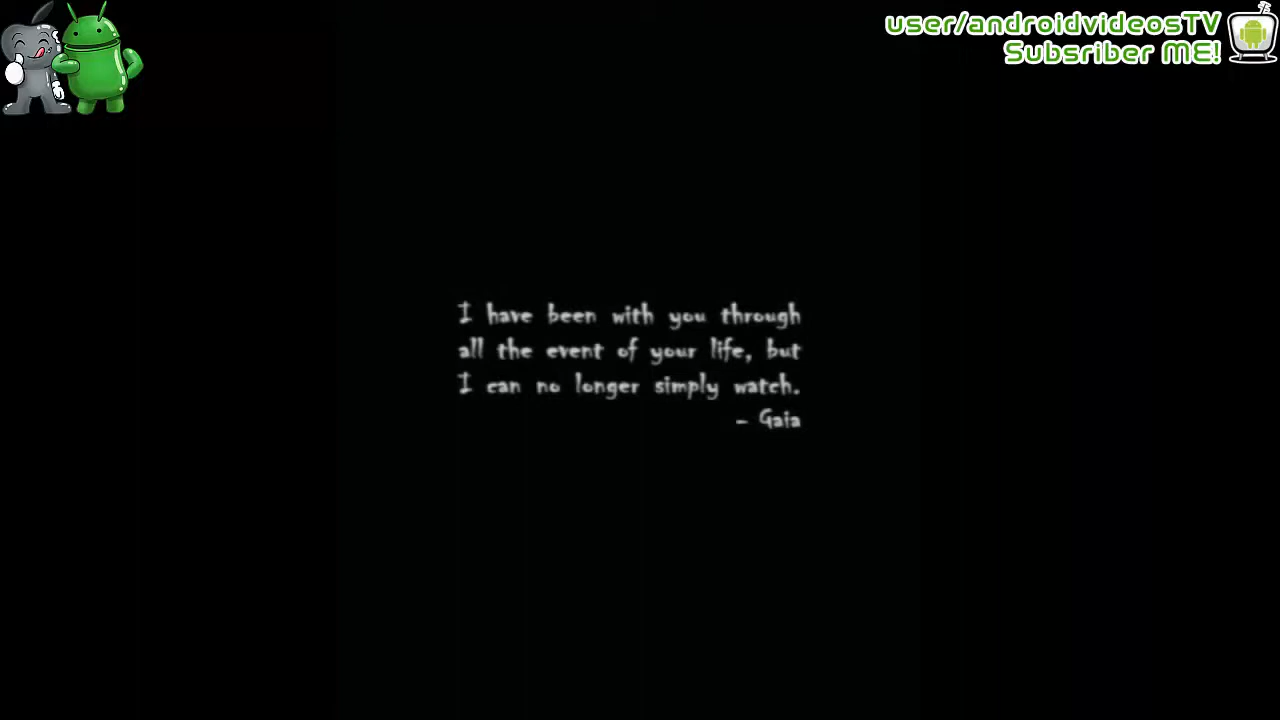 user/androidvideosTV
Subsriber ME!
I have been with you through
all the event of your life, but
I can no longer simply watch.
- Gaia